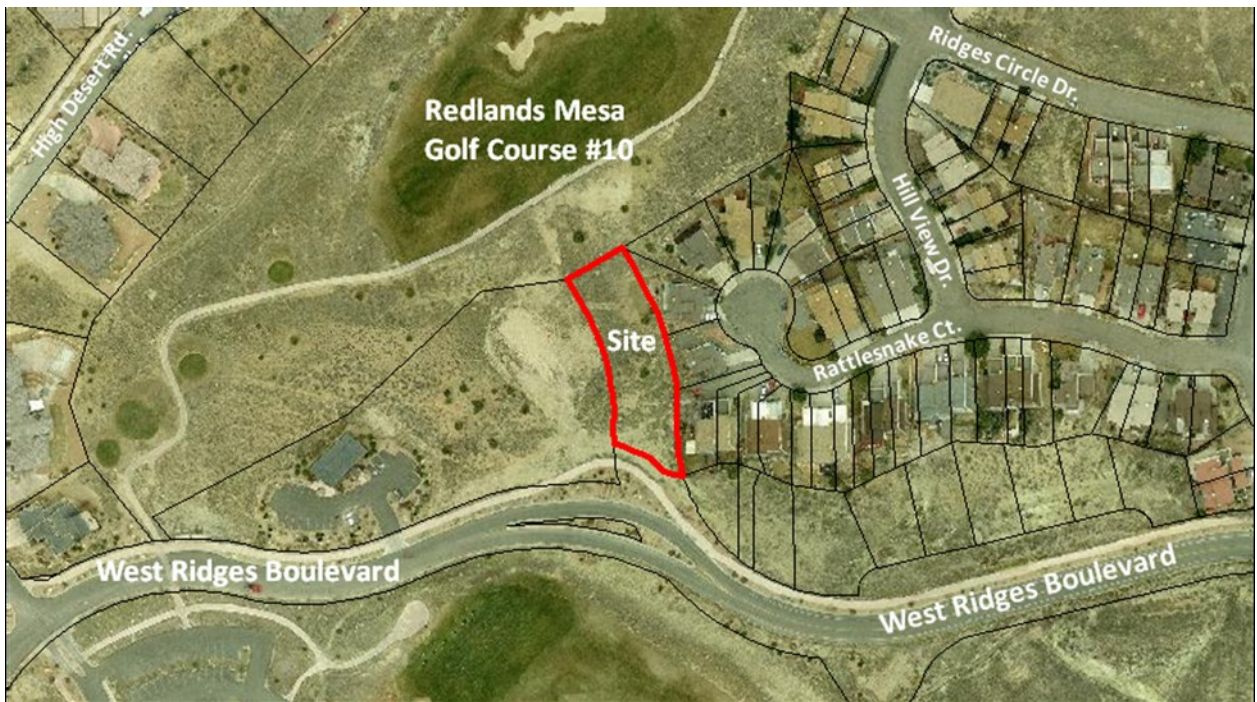 High Desert Rd.
Redlands Mesa
Golf Course #10
Ridges Circle Dr.
Hill View Dr.
Site
Rattlesnake Ct.
West Ridges Boulevard
West Ridges Boulevard